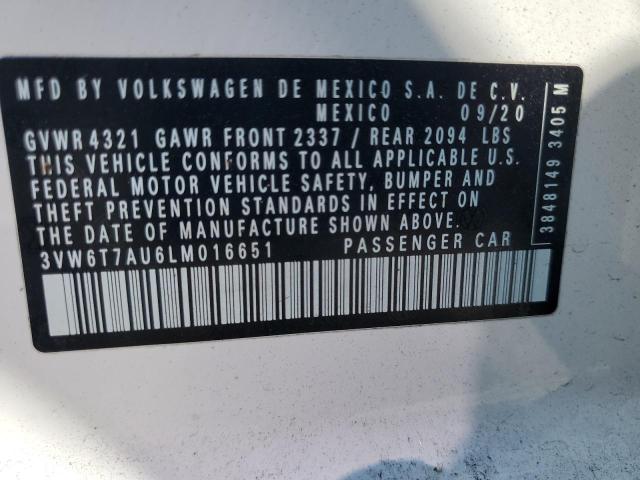 MFD BY VOLKSWAGEN DE MEXICO S.A. DE C.V.
MEXICO 09/20
GVWR 4321 GAWR FRONT 2337 / REAR 2094 LBS
THIS VEHICLE CONFORMS TO ALL APPLICABLE U.S.
FEDERAL MOTOR VEHICLE SAFETY, BUMPER AND
THEFT PREVENTION STANDARDS IN EFFECT ON
THE DATE OF MANUFACTURE SHOWN ABOVE.
3VW6T7AU6LM016651 PASSENGER CAR
3848149 3405 M